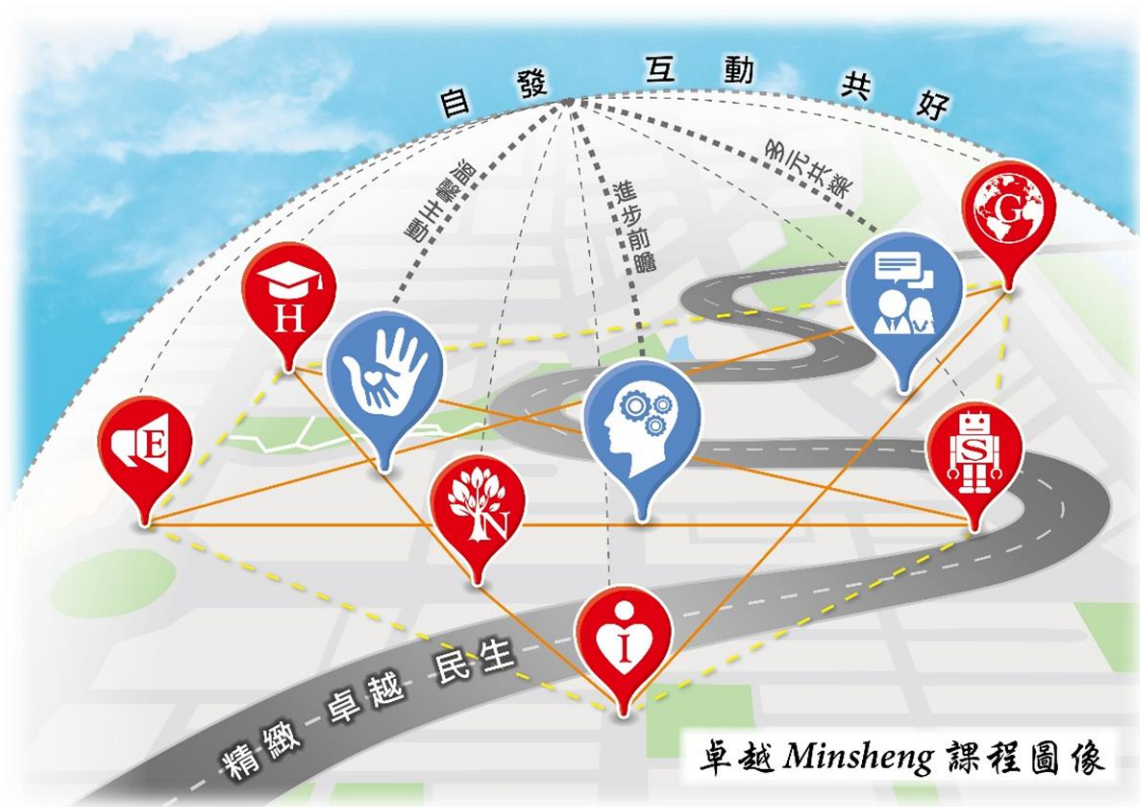 自發 互動 共好
溫馨主動
進步前瞻
多元共榮
G
H
E
S
N
I
精緻 卓越 民生
卓越 Minsheng 課程圖像